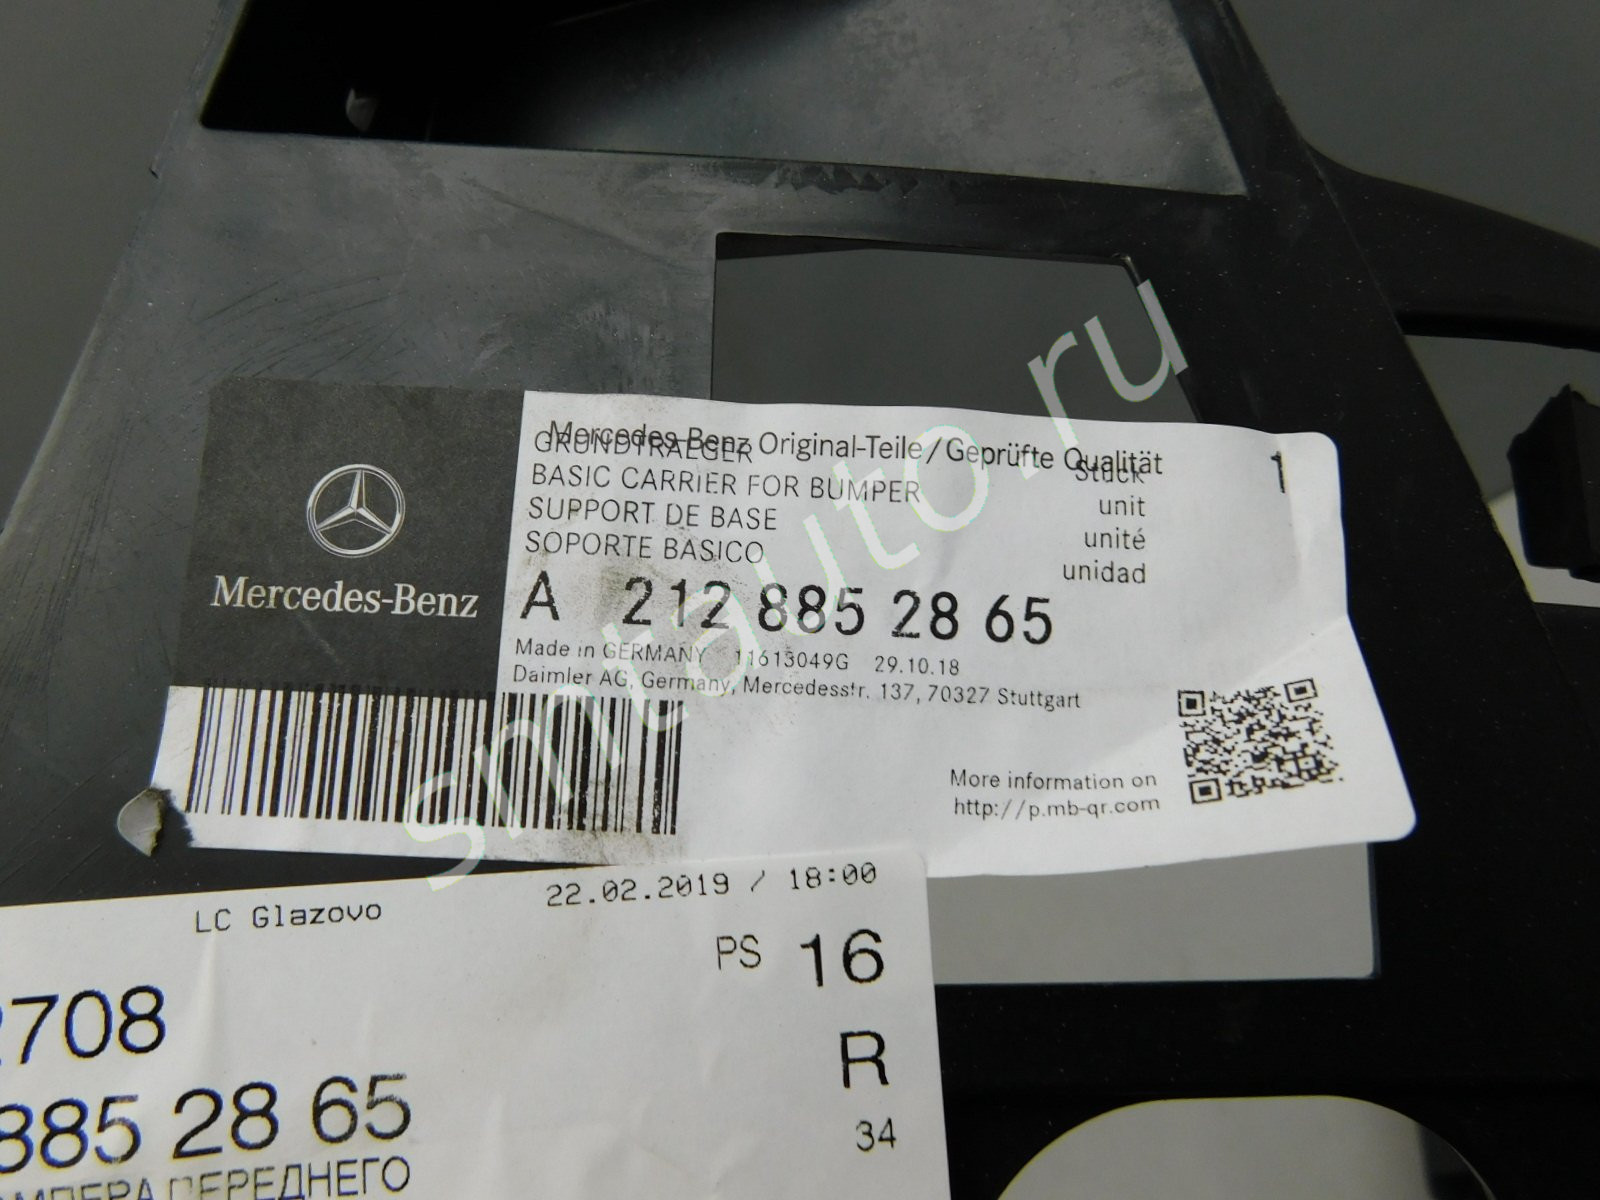 Mercedes-Benz
Mercedes-Benz Original-Teile/Geprüfte Qualität
GRUNDTRAEGER Stück 1
BASIC CARRIER FOR BUMPER unit
SUPPORT DE BASE unité
SOPORTE BASICO unidad
A 212 885 28 65
Made in GERMANY 11613049G 29.10.18
Daimler AG, Germany, Mercedesstr. 137, 70327 Stuttgart
More information on
http://p.mb-qr.com
smtauto.ru
LC Glazovo 22.02.2019 / 18:00
PS 16
2708
R
885 28 65
34
ПЕРЕДНЕГО